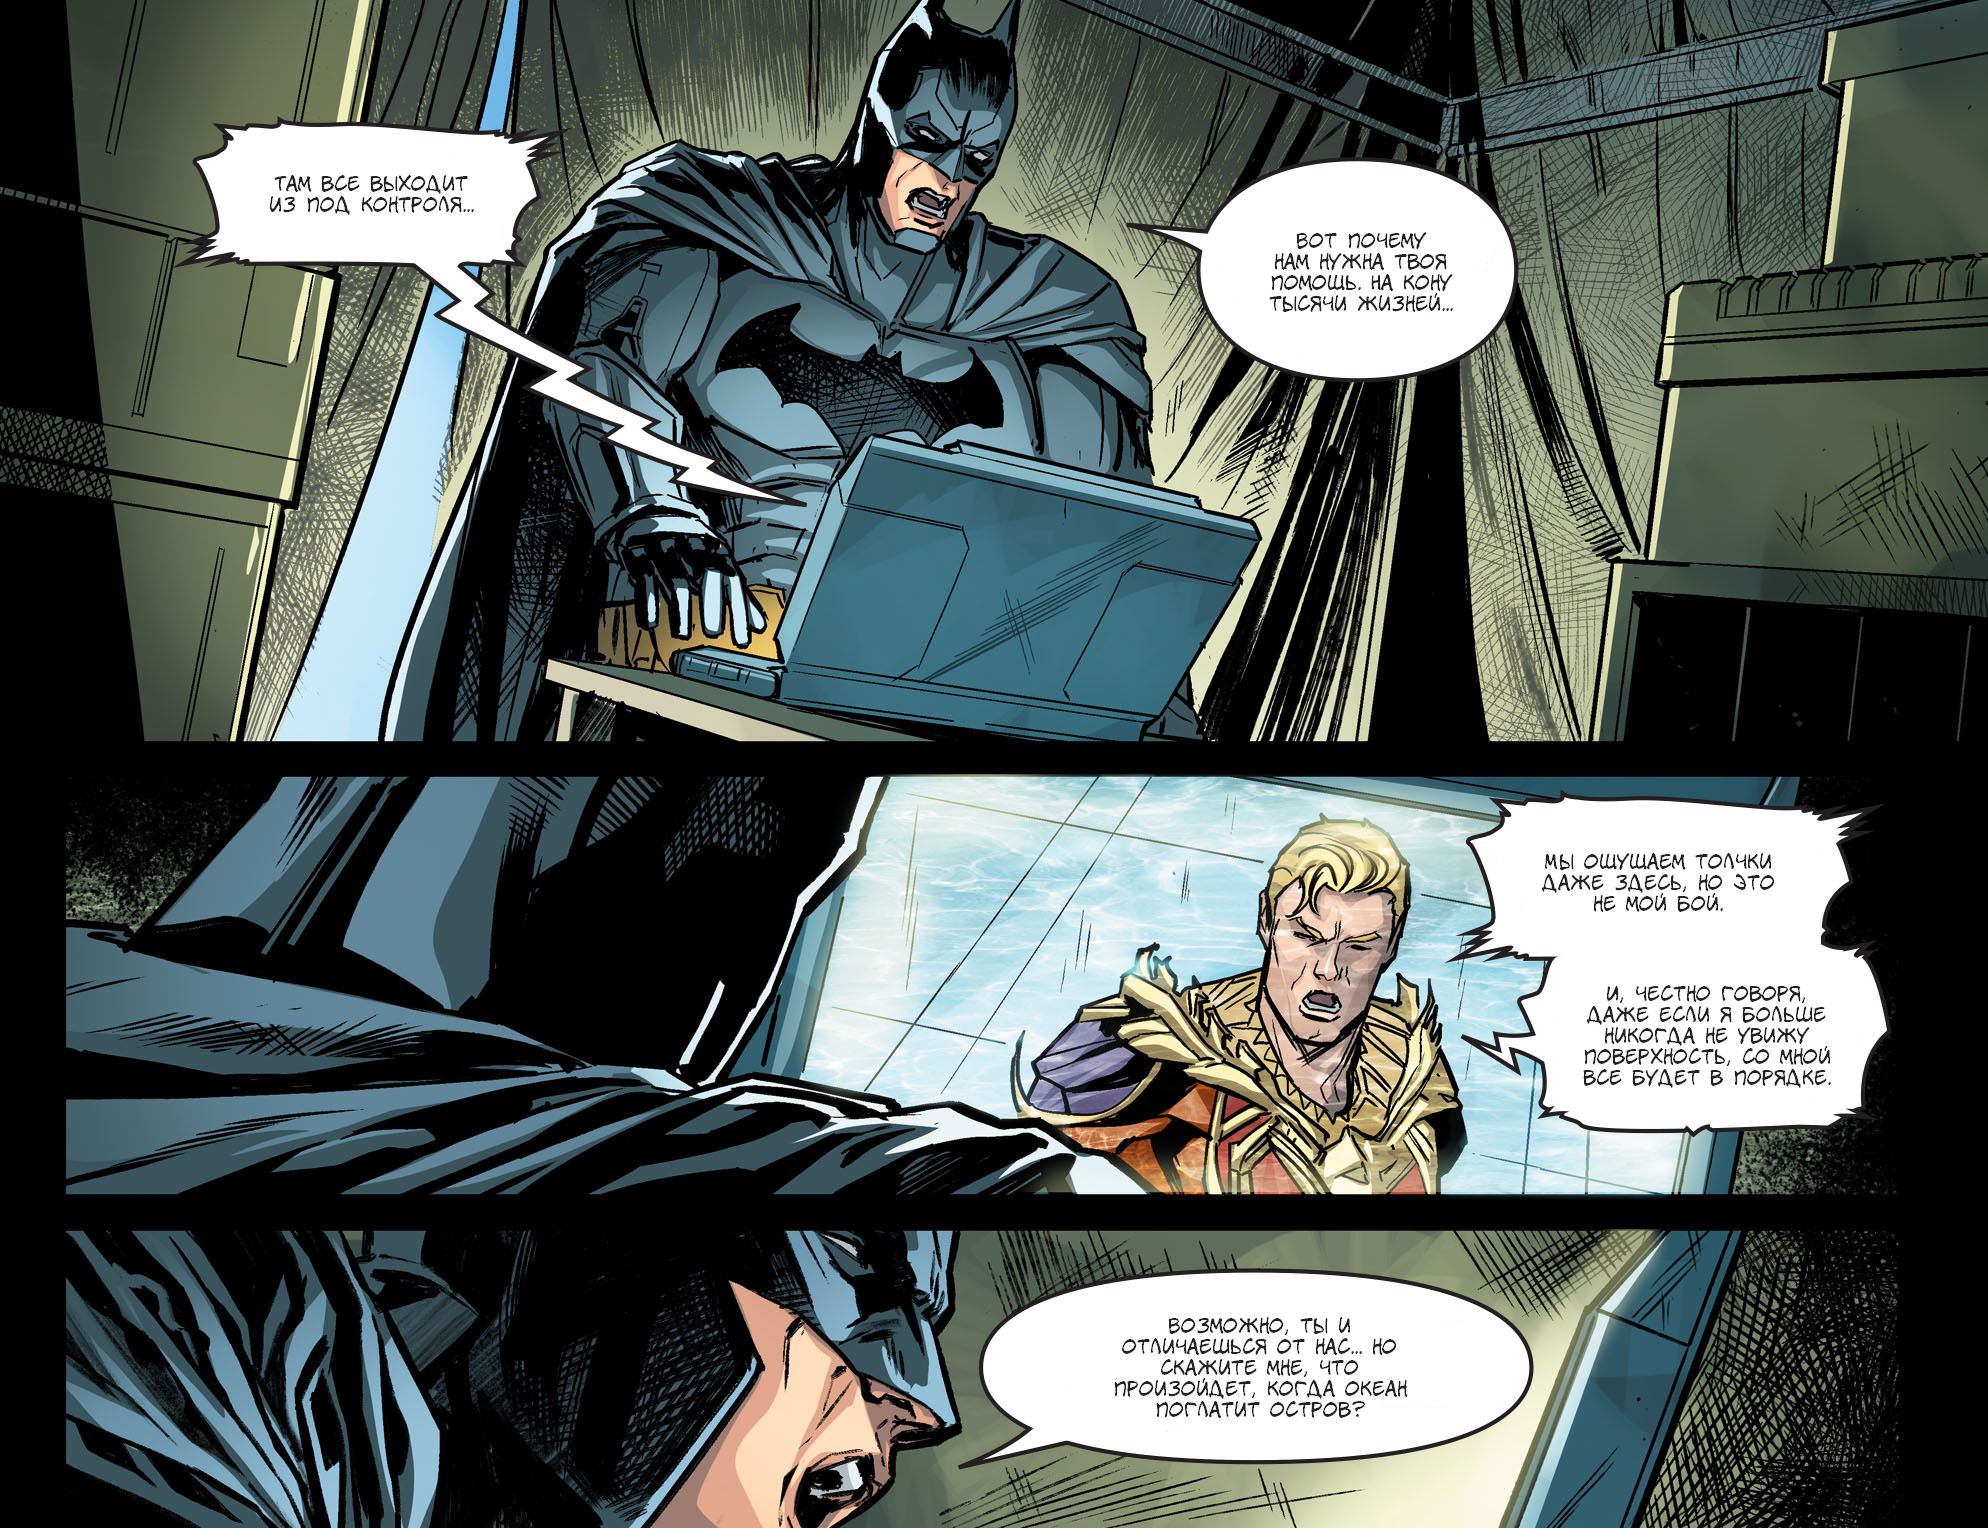 ТАМ ВСЕ ВЫХОДИТ
ИЗ ПОД КОНТРОЛЯ...
ВОТ ПОЧЕМУ
НАМ НУЖНА ТВОЯ
ПОМОЩЬ. НА КОНУ
ТЫСЯЧИ ЖИЗНЕЙ...
МЫ ОЩУЩАЕМ ТОЛЧКИ
ДАЖЕ ЗДЕСЬ, НО ЭТО
НЕ МОЙ БОЙ.
И, ЧЕСТНО ГОВОРЯ,
ДАЖЕ ЕСЛИ Я БОЛЬШЕ
НИКОГДА НЕ УВИЖУ
ПОВЕРХНОСТЬ, СО МНОЙ
ВСЕ БУДЕТ В ПОРЯДКЕ.
ВОЗМОЖНО, ТЫ И
ОТЛИЧАЕШЬСЯ ОТ НАС... НО
СКАЖИТЕ МНЕ, ЧТО
ПРОИЗОЙДЕТ, КОГДА ОКЕАН
ПОГЛАТИТ ОСТРОВ?